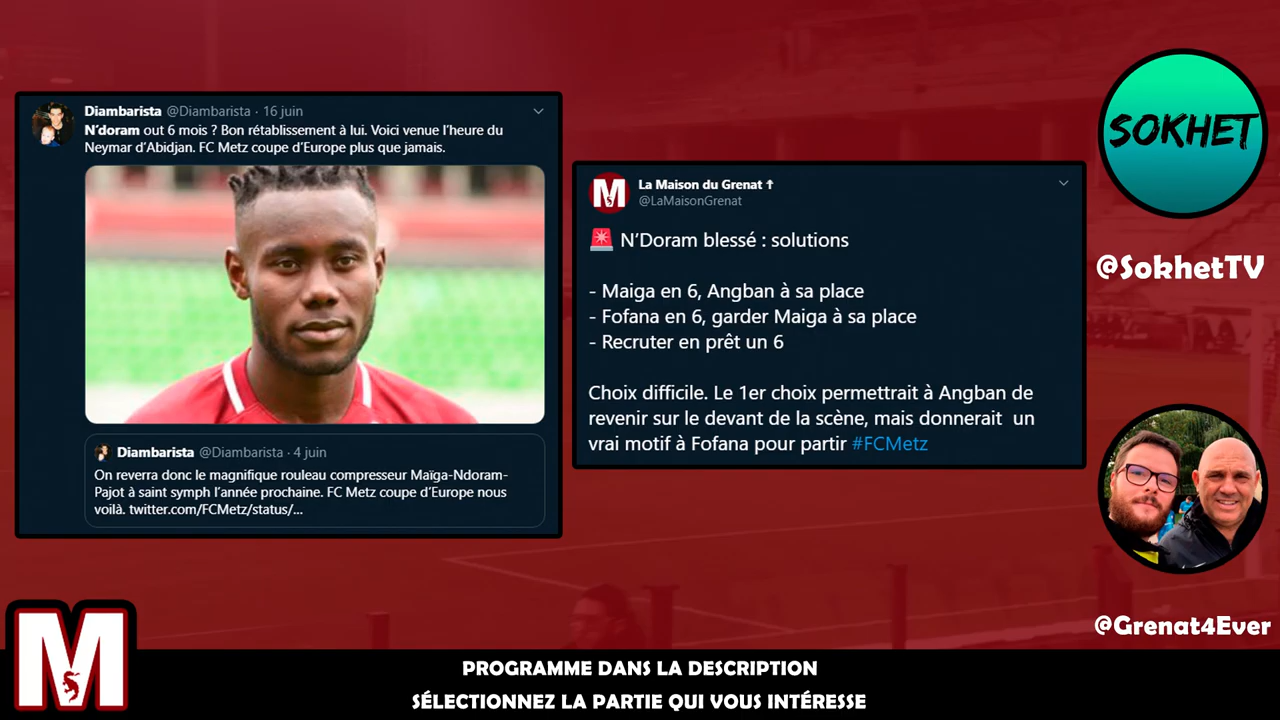 Diambarista @Diambarista · 16 juin
N'doram out 6 mois ? Bon rétablissement à lui. Voici venue l'heure du
Neymar d'Abidjan. FC Metz coupe d'Europe plus que jamais.
Diambarista @Diambarista · 4 juin
On reverra donc le magnifique rouleau compresseur Maïga-Ndoram-
Pajot à saint symph l'année prochaine. FC Metz coupe d'Europe nous
voilà. twitter.com/FCMetz/status/...
M
La Maison du Grenat ☨
@LaMaisonGrenat
🚨 N'Doram blessé : solutions
- Maiga en 6, Angban à sa place
- Fofana en 6, garder Maiga à sa place
- Recruter en prêt un 6
Choix difficile. Le 1er choix permettrait à Angban de
revenir sur le devant de la scène, mais donnerait un
vrai motif à Fofana pour partir #FCMetz
SOKHET
@SokhetTV
@Grenat4Ever
M
PROGRAMME DANS LA DESCRIPTION
SÉLECTIONNEZ LA PARTIE QUI VOUS INTÉRESSE